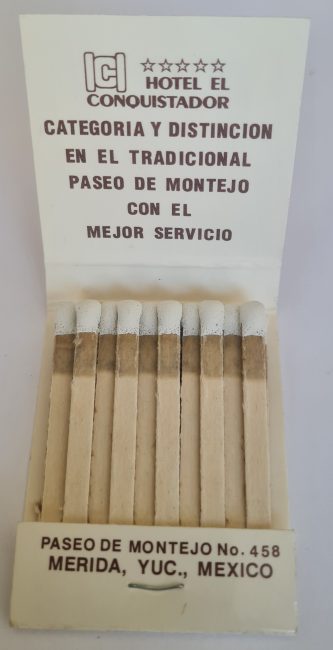 HOTEL EL
CONQUISTADOR
CATEGORIA Y DISTINCION
EN EL TRADICIONAL
PASEO DE MONTEJO
CON EL
MEJOR SERVICIO
PASEO DE MONTEJO No. 458
MERIDA, YUC., MEXICO